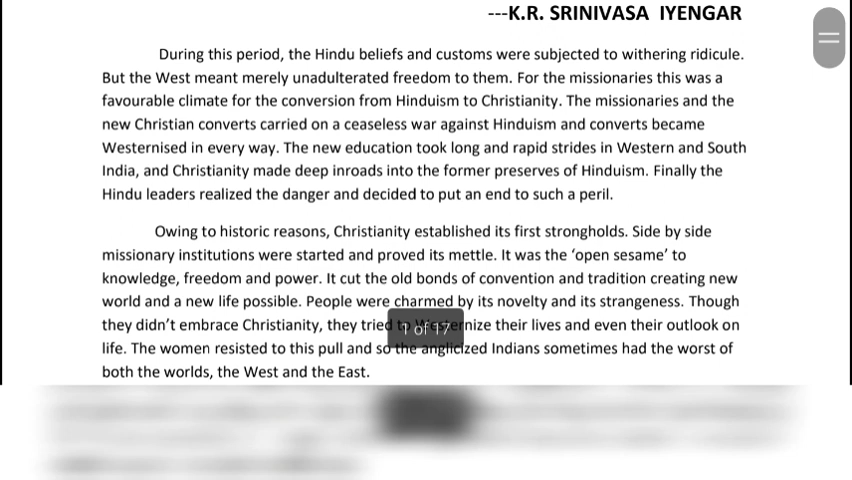 ---K.R. SRINIVASA IYENGAR
During this period, the Hindu beliefs and customs were subjected to withering ridicule.
But the West meant merely unadulterated freedom to them. For the missionaries this was a
favourable climate for the conversion from Hinduism to Christianity. The missionaries and the
new Christian converts carried on a ceaseless war against Hinduism and converts became
Westernised in every way. The new education took long and rapid strides in Western and South
India, and Christianity made deep inroads into the former preserves of Hinduism. Finally the
Hindu leaders realized the danger and decided to put an end to such a peril.
Owing to historic reasons, Christianity established its first strongholds. Side by side
missionary institutions were started and proved its mettle. It was the ‘open sesame’ to
knowledge, freedom and power. It cut the old bonds of convention and tradition creating new
world and a new life possible. People were charmed by its novelty and its strangeness. Though
they didn’t embrace Christianity, they tried to Westernize their lives and even their outlook on
1 of 17
life. The women resisted to this pull and so the anglicized Indians sometimes had the worst of
both the worlds, the West and the East.